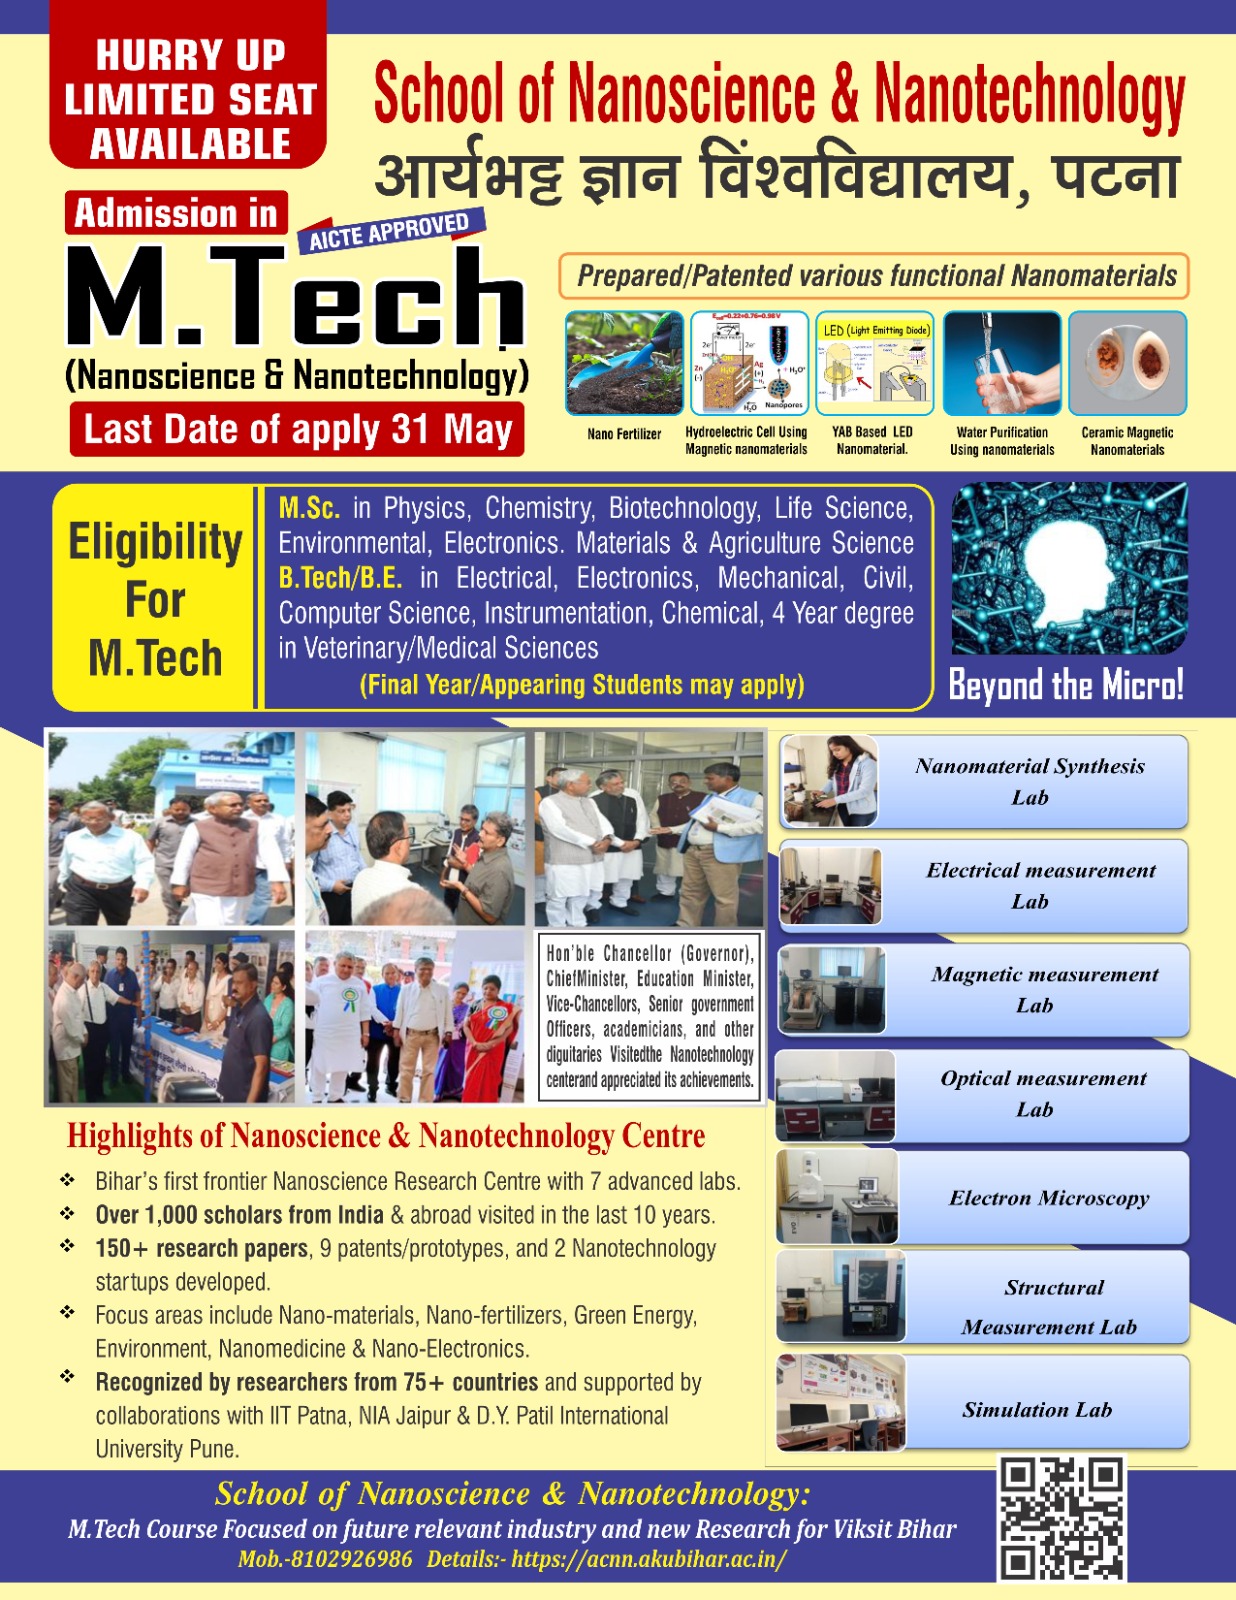 HURRY UP
LIMITED SEAT
AVAILABLE
School of Nanoscience & Nanotechnology
आर्यभट्ट ज्ञान विंश्वविद्यालय, पटना
Admission in
AICTE APPROVED
M.Tech
(Nanoscience & Nanotechnology)
Last Date of apply 31 May
Prepared/Patented various functional Nanomaterials
LED (Light Emitting Diode)
Nanopores
Nano Fertilizer
Hydroelectric Cell Using
Magnetic nanomaterials
YAB Based LED
Nanomaterial.
Water Purification
Using nanomaterials
Ceramic Magnetic
Nanomaterials
Eligibility
For
M.Tech
M.Sc. in Physics, Chemistry, Biotechnology, Life Science,
Environmental, Electronics. Materials & Agriculture Science
B.Tech/B.E. in Electrical, Electronics, Mechanical, Civil,
Computer Science, Instrumentation, Chemical, 4 Year degree
in Veterinary/Medical Sciences
(Final Year/Appearing Students may apply)
Beyond the Micro!
Hon'ble Chancellor (Governor),
ChiefMinister, Education Minister,
Vice-Chancellors, Senior government
Officers, academicians, and other
diguitaries Visitedthe Nanotechnology
centerand appreciated its achievements.
Nanomaterial Synthesis
Lab
Electrical measurement
Lab
Magnetic measurement
Lab
Optical measurement
Lab
Electron Microscopy
Structural
Measurement Lab
Simulation Lab
Highlights of Nanoscience & Nanotechnology Centre
❖ Bihar's first frontier Nanoscience Research Centre with 7 advanced labs.
❖ Over 1,000 scholars from India & abroad visited in the last 10 years.
❖ 150+ research papers, 9 patents/prototypes, and 2 Nanotechnology
startups developed.
❖ Focus areas include Nano-materials, Nano-fertilizers, Green Energy,
Environment, Nanomedicine & Nano-Electronics.
❖ Recognized by researchers from 75+ countries and supported by
collaborations with IIT Patna, NIA Jaipur & D.Y. Patil International
University Pune.
School of Nanoscience & Nanotechnology:
M.Tech Course Focused on future relevant industry and new Research for Viksit Bihar
Mob.-8102926986 Details:- https://acnn.akubihar.ac.in/